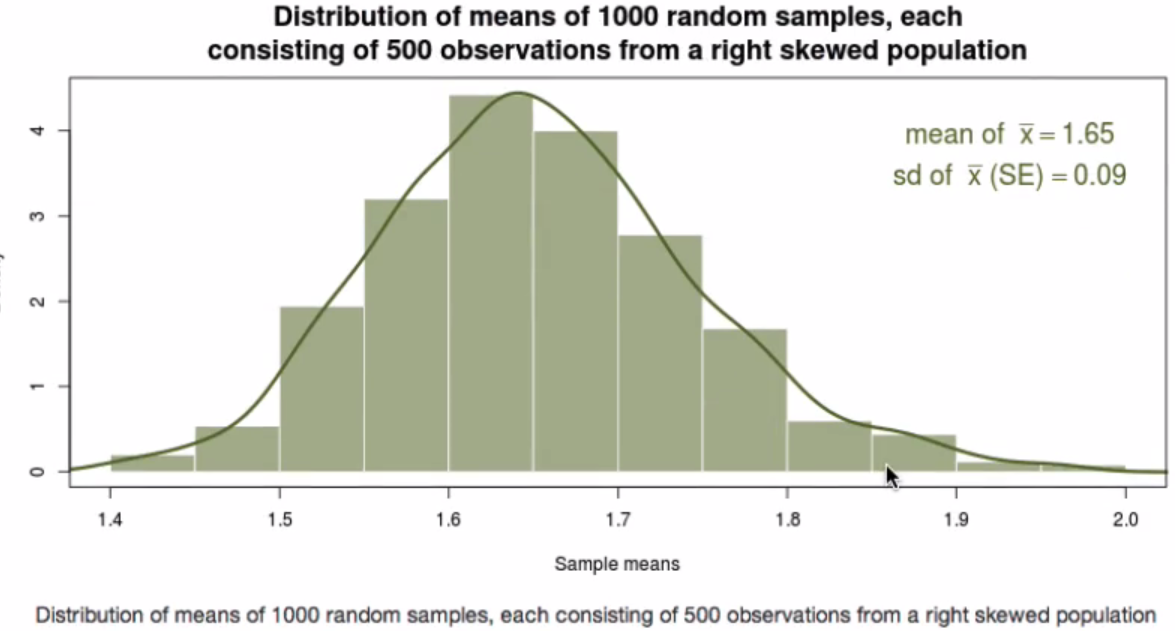 Distribution of means of 1000 random samples, each
consisting of 500 observations from a right skewed population
mean of x̅ = 1.65
sd of x̅ (SE) = 0.09
4
3
2
1
0
1.4 1.5 1.6 1.7 1.8 1.9 2.0
Sample means
Distribution of means of 1000 random samples, each consisting of 500 observations from a right skewed population